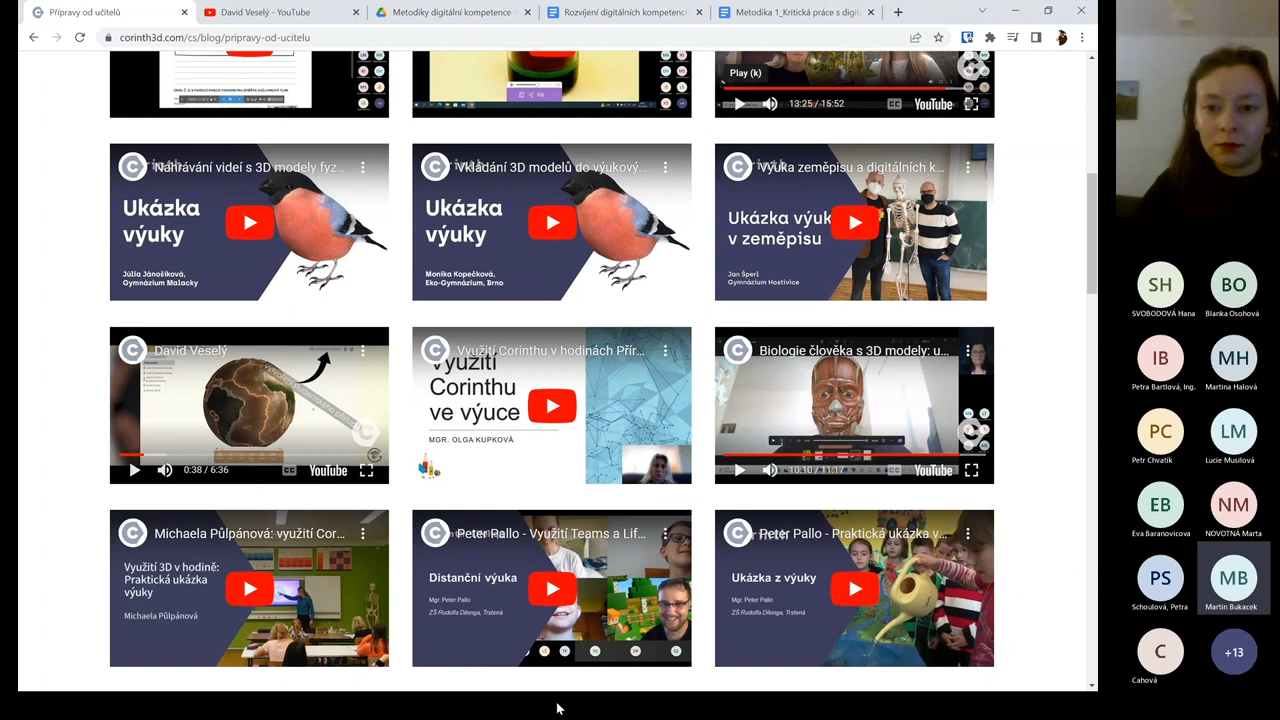 Přípravy od učitelů
David Veselý - YouTube
Metodiky digitální kompetence -
Rozvíjení digitálních kompetencí
Metodika 1_Kritická práce s digit
corinth3d.com/cs/blog/pripravy-od-ucitelu
Play (k)
13:25 / 15:52
YouTube
Nahrávání videí s 3D modely fyz...
Ukázka
výuky
Júlia Jánošíková,
Gymnázium Malacky
Vkládání 3D modelů do výukový...
Ukázka
výuky
Monika Kopečková,
Eko-Gymnázium, Brno
Výuka zeměpisu a digitálních k...
Ukázka výuk
v zeměpisu
Jan Šperl
Gymnázium Hostivice
David Veselý
0:38 / 6:36
YouTube
Využití Corinthu v hodinách Přír...
Využití
Corinthu
ve výuce
MGR. OLGA KUPKOVÁ
Biologie člověka s 3D modely: u...
10:10 / 11:17
YouTube
Michaela Půlpánová: využití Cor...
Využití 3D v hodině:
Praktická ukázka
výuky
Michaela Půlpánová
Peter Pallo - Využití Teams a Lif...
Distanční výuka
Mgr. Peter Pallo
ZŠ Rudolfa Dilonga, Trstená
Peter Pallo - Praktická ukázka v...
Ukázka z výuky
Mgr. Peter Pallo
ZŠ Rudolfa Dilonga, Trstená
SH
SVOBODOVÁ Hana
BO
Blanka Osohová
IB
Petra Bartlová, Ing.
MH
Martina Halová
PC
Petr Chvatík
LM
Lucie Musilová
EB
Eva Baranovicova
NM
NOVOTNÁ Marta
PS
Schoulová, Petra
MB
Martin Bukacek
C
Cahová
+13